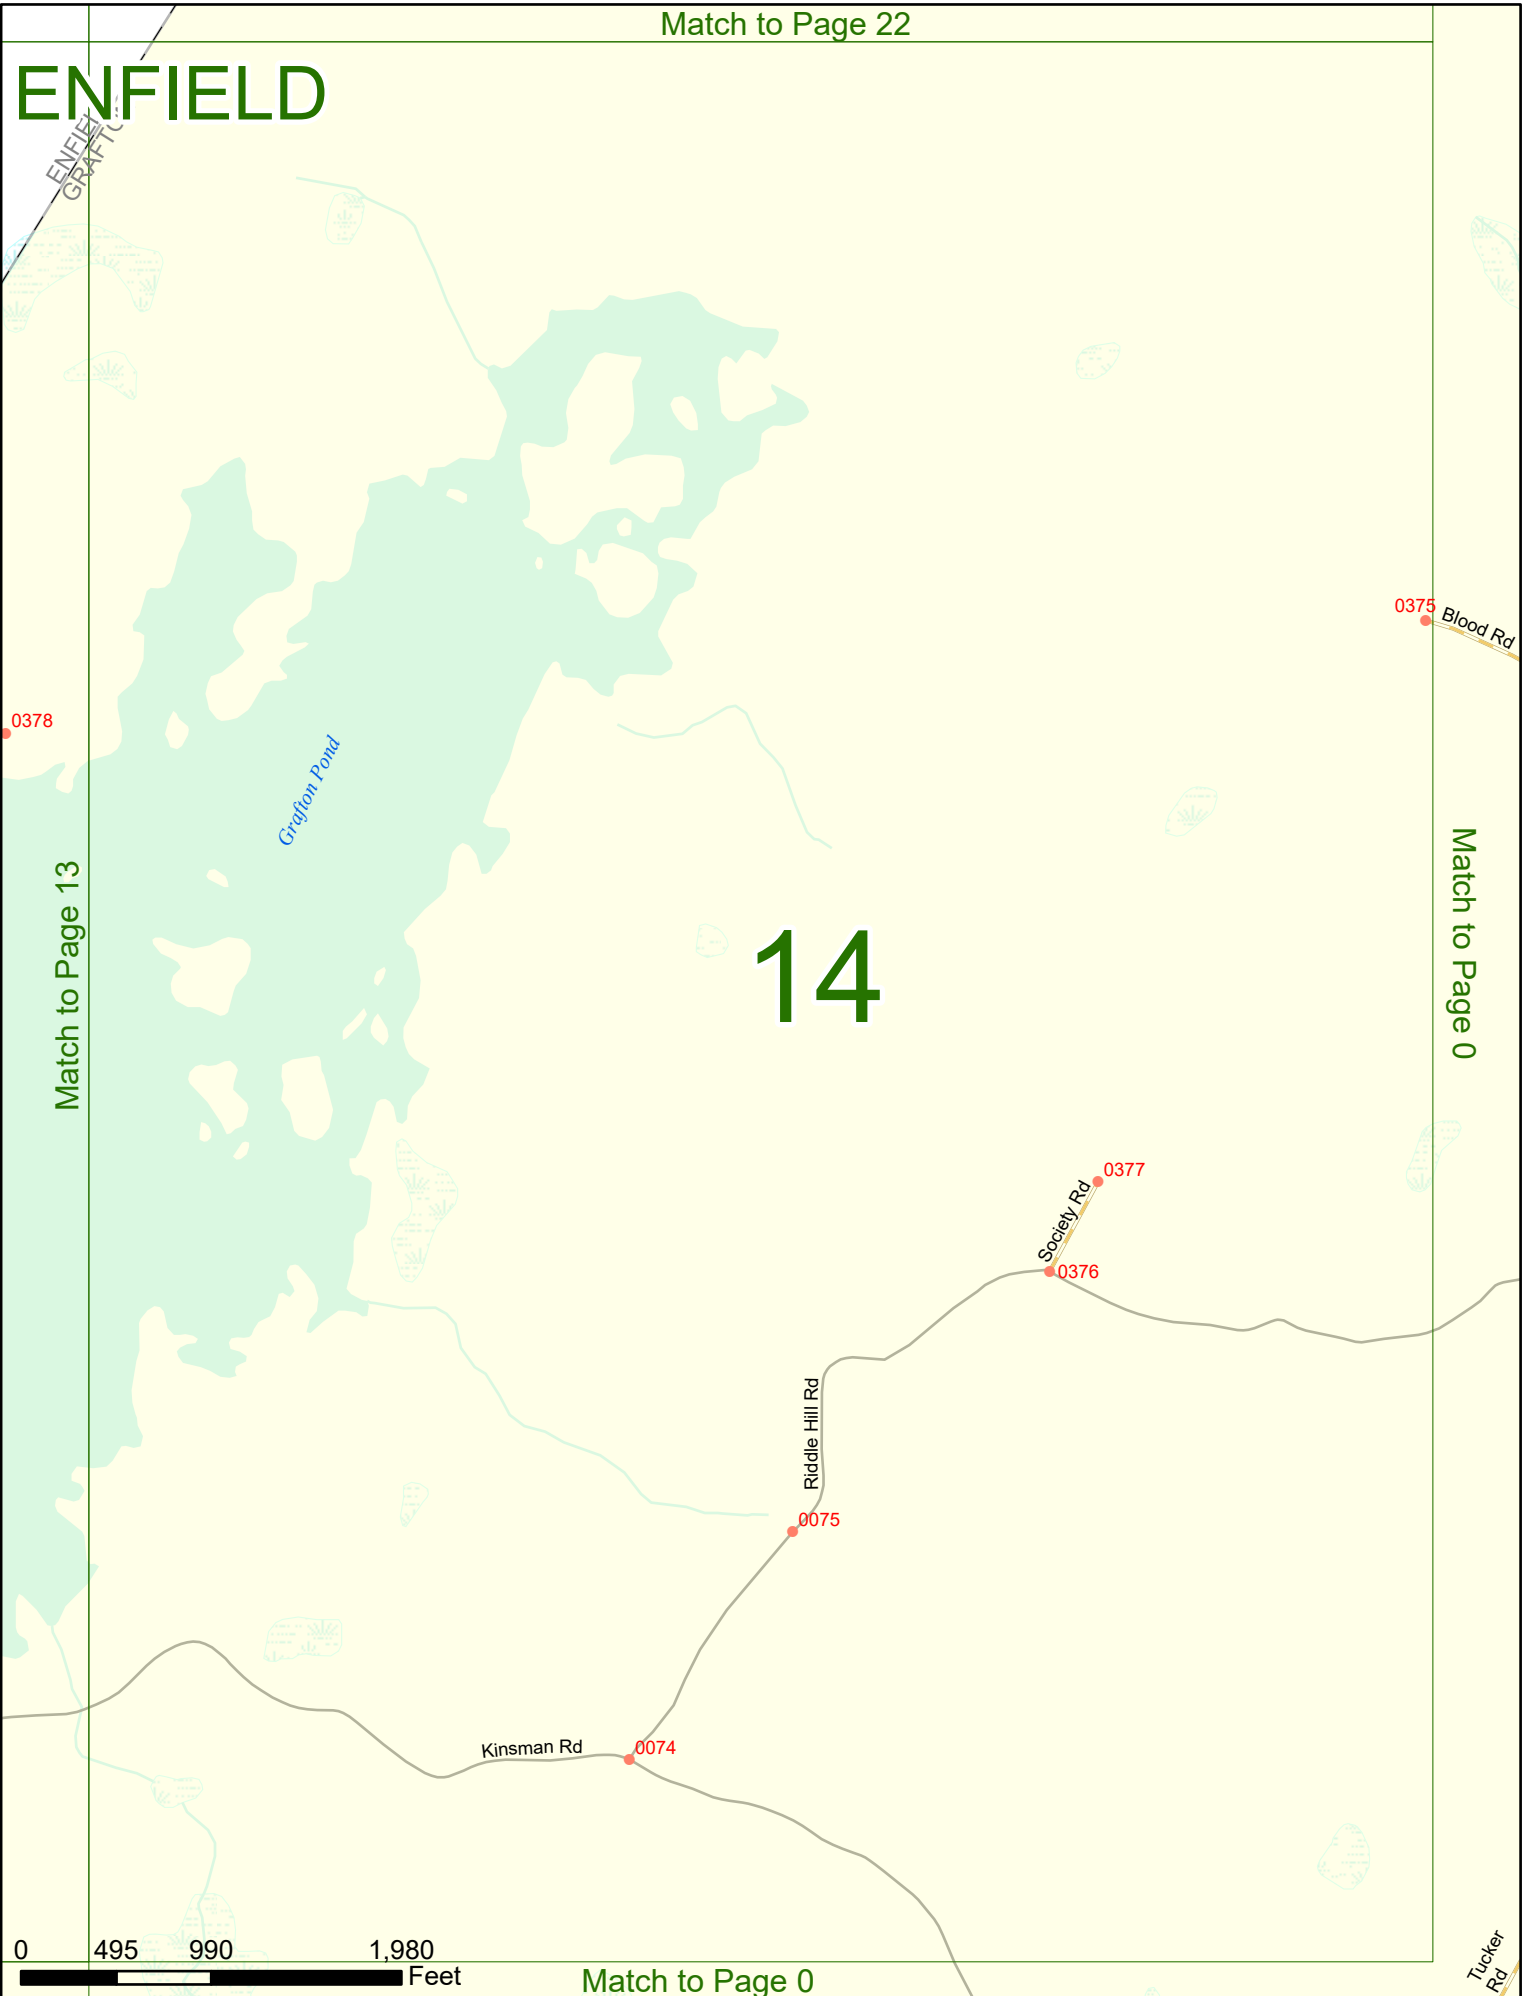 Match to Page 22
ENFIELD
ENFIEL
GRAFTO
0375
Blood Rd
0378
Grafton Pond
Match to Page 13
14
Match to Page 0
0377
Society Rd
0376
Riddle Hill Rd
0075
Kinsman Rd
0074
Tucker
Rd
0 495 990 1,980
Feet
Match to Page 0